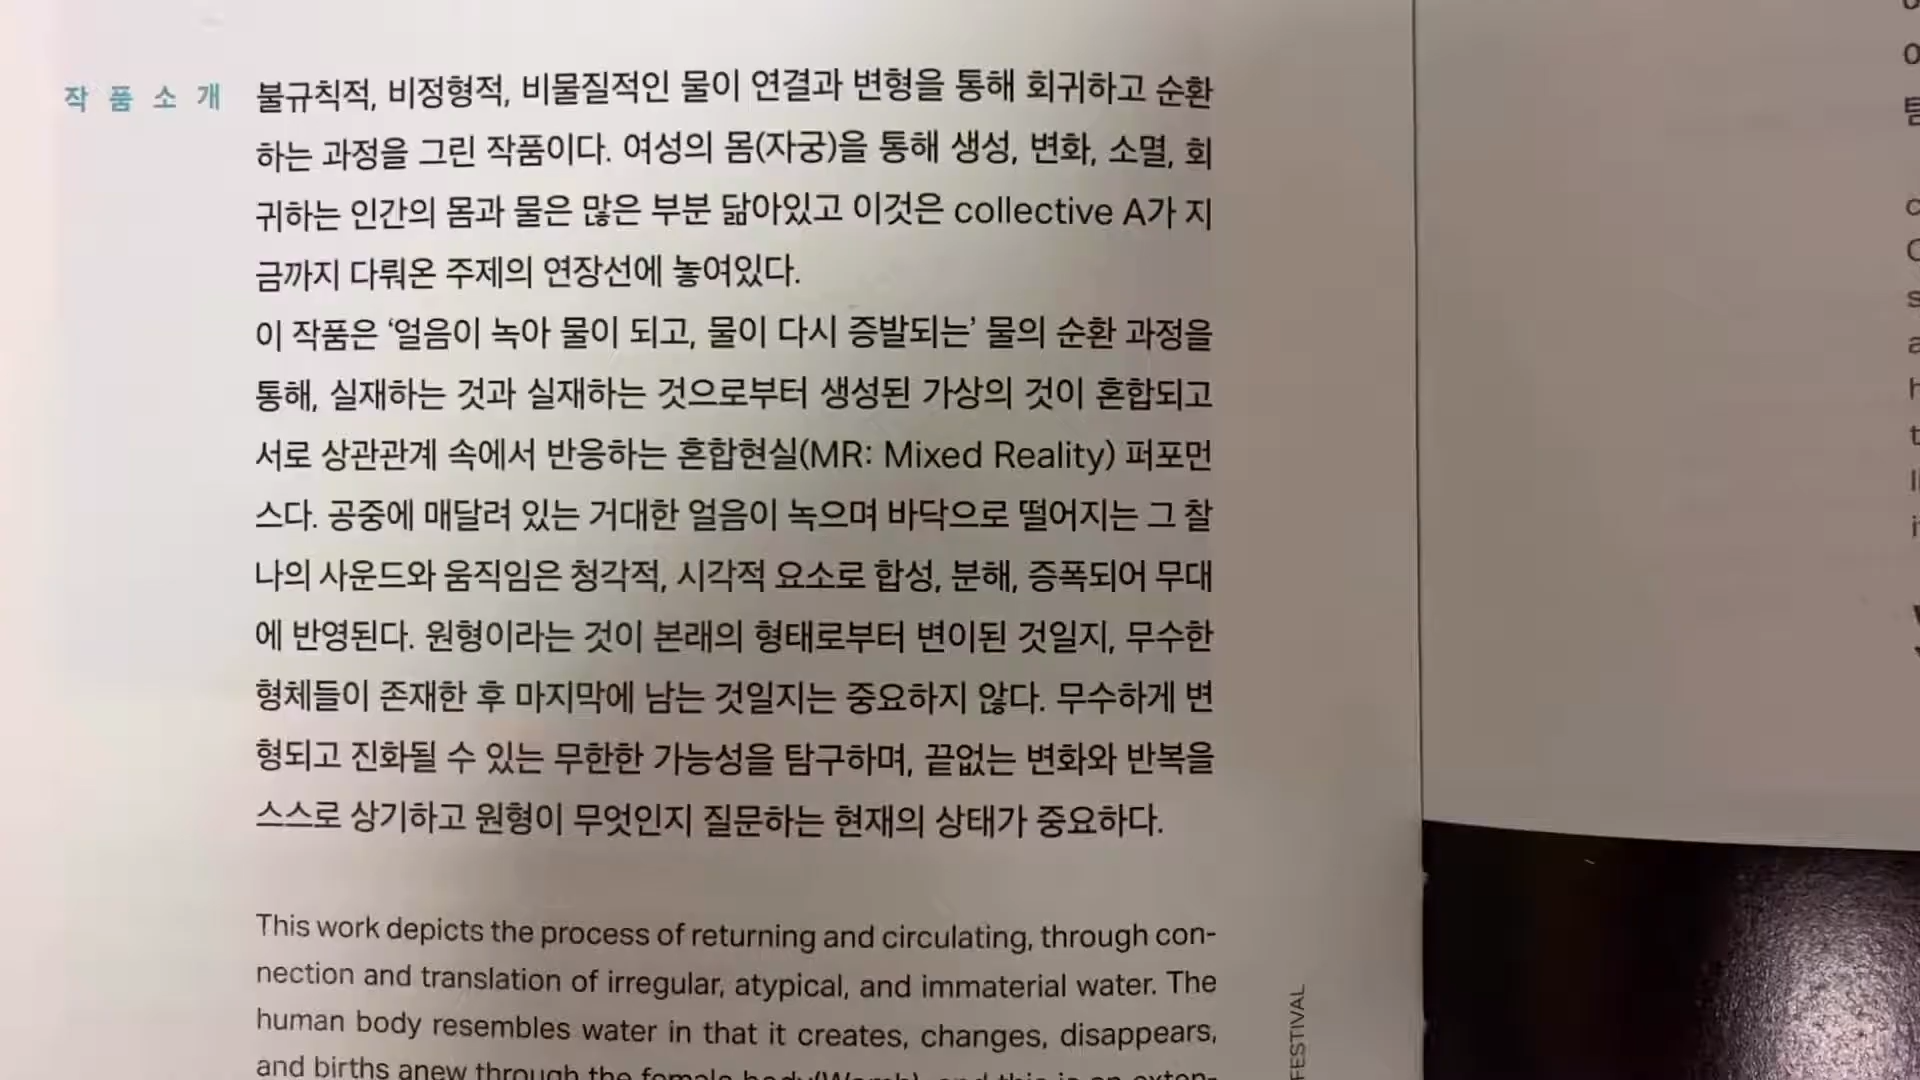 작품소개
불규칙적, 비정형적, 비물질적인 물이 연결과 변형을 통해 회귀하고 순환
하는 과정을 그린 작품이다. 여성의 몸(자궁)을 통해 생성, 변화, 소멸, 회
귀하는 인간의 몸과 물은 많은 부분 닮아있고 이것은 collective A가 지
금까지 다뤄온 주제의 연장선에 놓여있다.
이 작품은 ‘얼음이 녹아 물이 되고, 물이 다시 증발되는’ 물의 순환 과정을
통해, 실재하는 것과 실재하는 것으로부터 생성된 가상의 것이 혼합되고
서로 상관관계 속에서 반응하는 혼합현실(MR: Mixed Reality) 퍼포먼
스다. 공중에 매달려 있는 거대한 얼음이 녹으며 바닥으로 떨어지는 그 찰
나의 사운드와 움직임은 청각적, 시각적 요소로 합성, 분해, 증폭되어 무대
에 반영된다. 원형이라는 것이 본래의 형태로부터 변이된 것일지, 무수한
형체들이 존재한 후 마지막에 남는 것일지는 중요하지 않다. 무수하게 변
형되고 진화될 수 있는 무한한 가능성을 탐구하며, 끝없는 변화와 반복을
스스로 상기하고 원형이 무엇인지 질문하는 현재의 상태가 중요하다.
This work depicts the process of returning and circulating, through con-
nection and translation of irregular, atypical, and immaterial water. The
human body resembles water in that it creates, changes, disappears,
and births anew through the female body(Womb), and this is an exten-
FESTIVAL